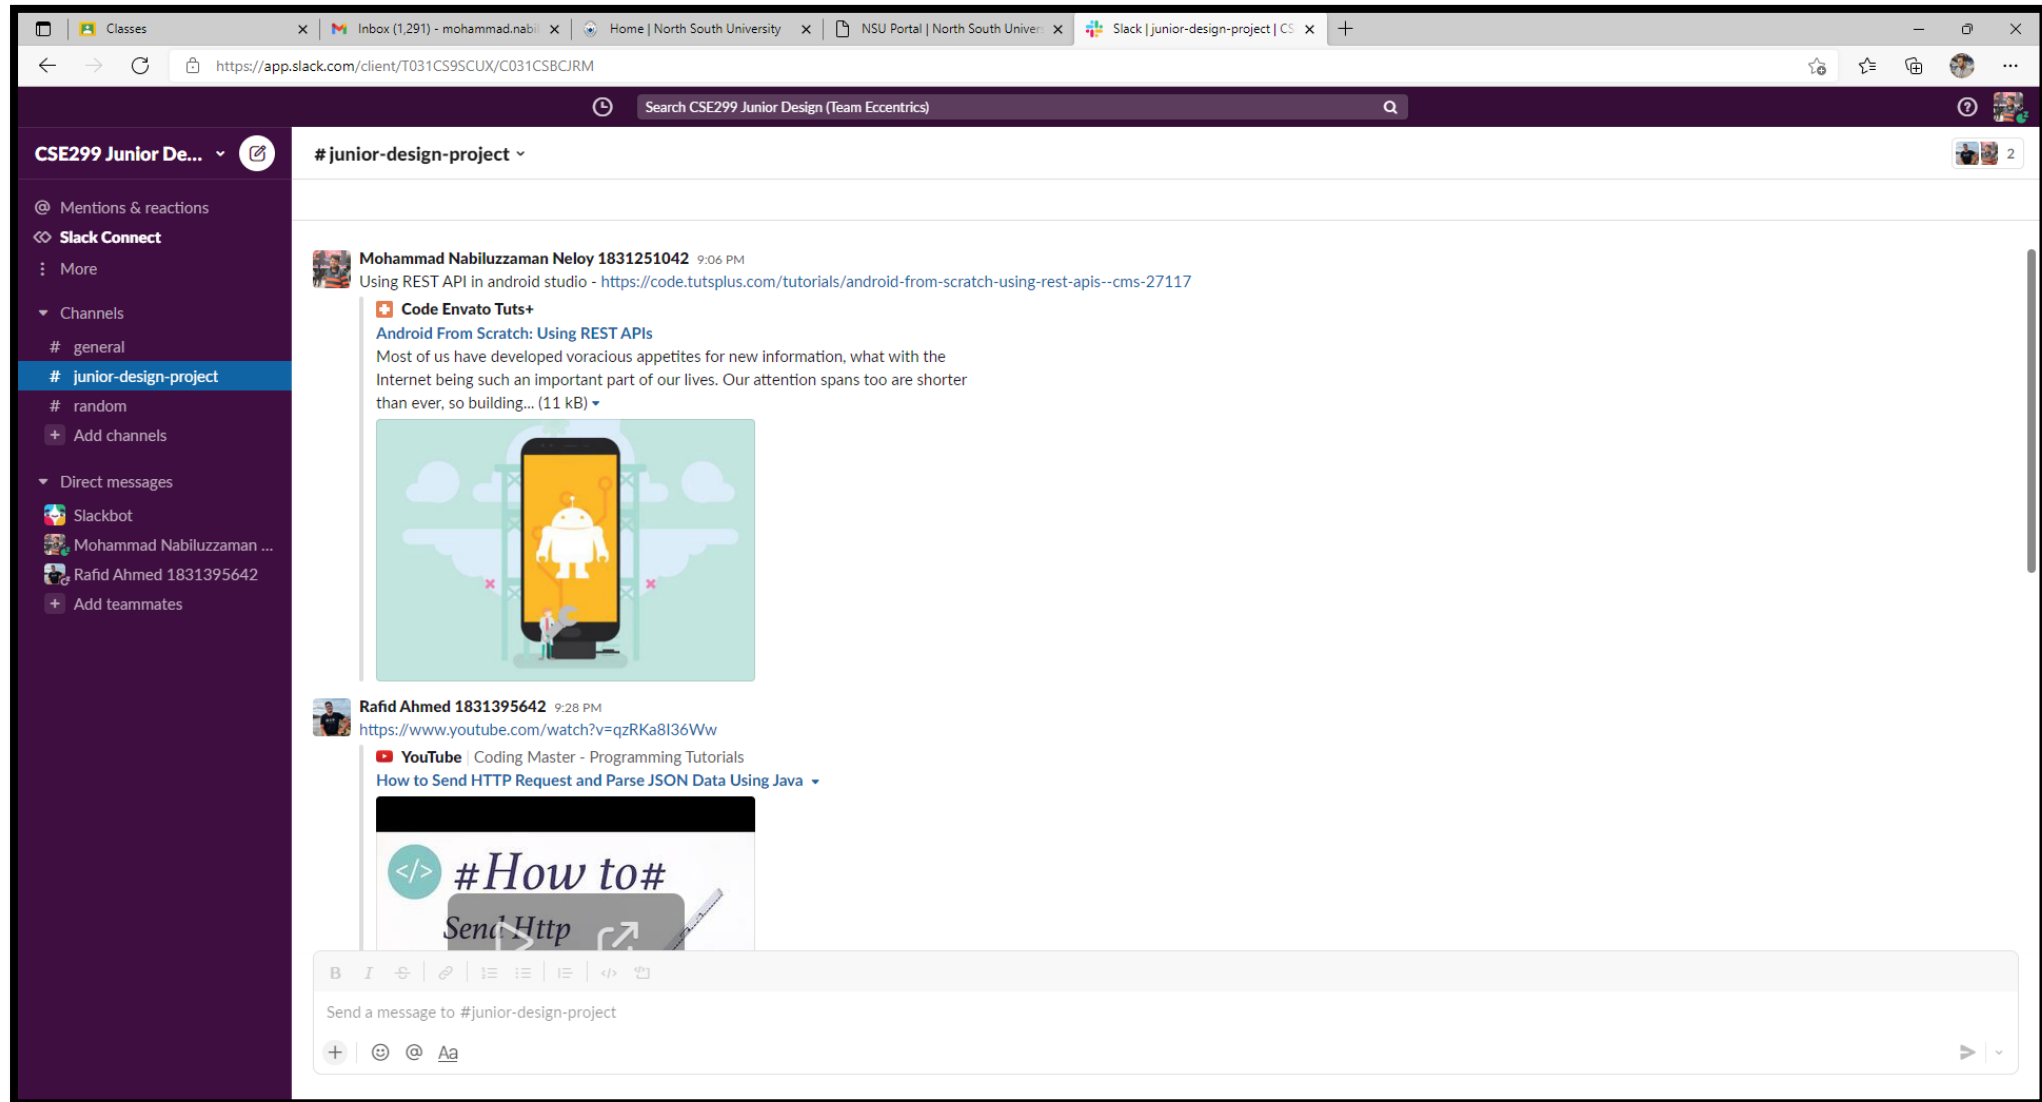 Classes
Inbox (1,291) - mohammad.nabil
Home | North South University
NSU Portal | North South Univers
Slack | junior-design-project | CS
https://app.slack.com/client/T031CS9SCUX/C031CSBCJRM
Search CSE299 Junior Design (Team Eccentrics)
CSE299 Junior De...
# junior-design-project
2
@ Mentions & reactions
Slack Connect
More
Channels
# general
# junior-design-project
# random
+ Add channels
Direct messages
Slackbot
Mohammad Nabiluzzaman ...
Rafid Ahmed 1831395642
+ Add teammates
Mohammad Nabiluzzaman Neloy 1831251042 9:06 PM
Using REST API in android studio - https://code.tutsplus.com/tutorials/android-from-scratch-using-rest-apis--cms-27117
Code Envato Tuts+
Android From Scratch: Using REST APIs
Most of us have developed voracious appetites for new information, what with the
Internet being such an important part of our lives. Our attention spans too are shorter
than ever, so building... (11 kB)
Rafid Ahmed 1831395642 9:28 PM
https://www.youtube.com/watch?v=qzRKa8I36Ww
YouTube | Coding Master - Programming Tutorials
How to Send HTTP Request and Parse JSON Data Using Java
</> #How to#
Send Http
B I S
Send a message to #junior-design-project
+ @ Aa